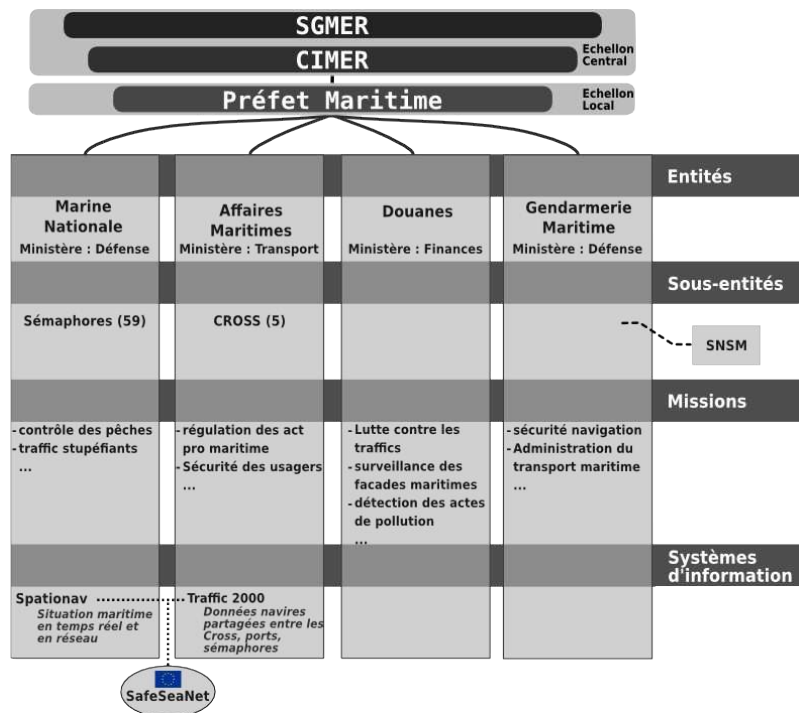 SGMER
CIMER
Echellon
Central
Préfet Maritime
Echellon
Local
Entités
Marine
Nationale
Ministère : Défense
Affaires
Maritimes
Ministère : Transport
Douanes
Ministère : Finances
Gendarmerie
Maritime
Ministère : Défense
Sous-entités
Sémaphores (59)
CROSS (5)
SNSM
Missions
- contrôle des pêches
- traffic stupéfiants
...
- régulation des act
pro maritime
- Sécurité des usagers
...
- Lutte contre les
traffics
- surveillance des
facades maritimes
- détection des actes
de pollution
...
- sécurité navigation
- Administration du
transport maritime
...
Systèmes
d'information
Spationav
Situation maritime
en temps réel et
en réseau
Traffic 2000
Données navires
partagées entre les
Cross, ports,
sémaphores
SafeSeaNet